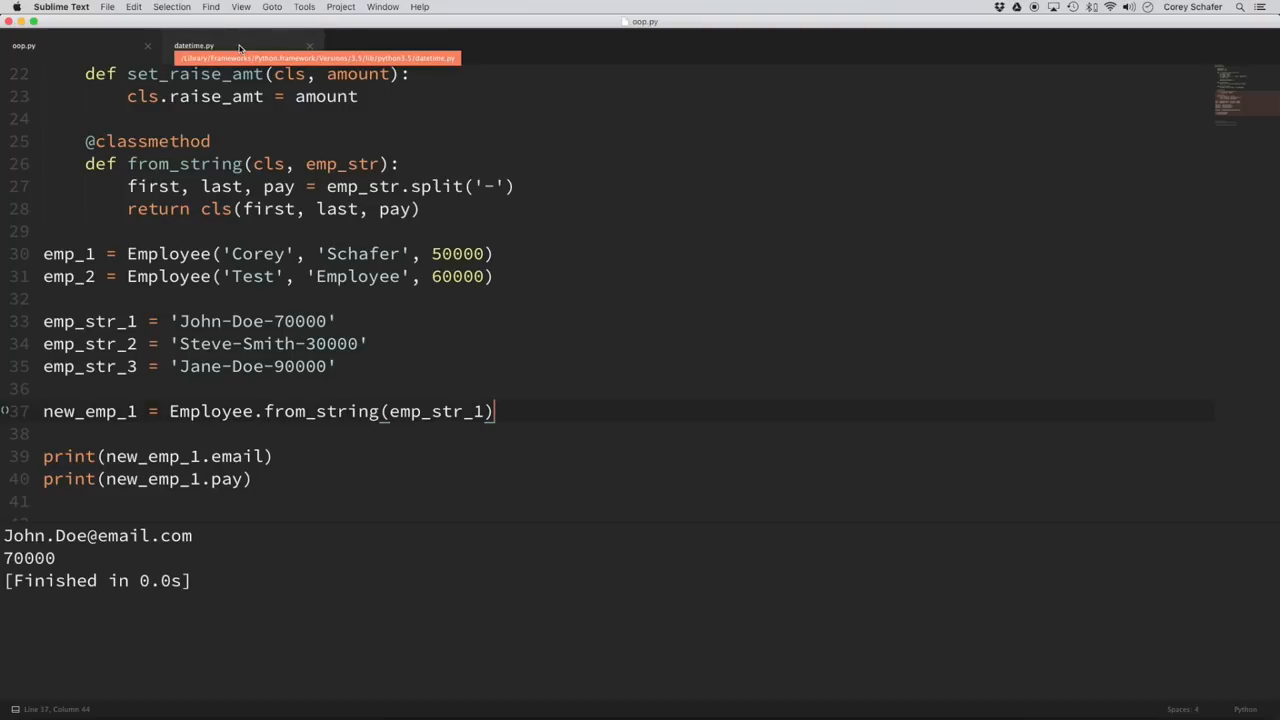 Sublime Text File Edit Selection Find View Goto Tools Project Window Help Corey Schafer
oop.py
oop.py datetime.py
/Library/Frameworks/Python.framework/Versions/3.5/lib/python3.5/datetime.py
22 def set_raise_amt(cls, amount):
23 cls.raise_amt = amount
24
25 @classmethod
26 def from_string(cls, emp_str):
27 first, last, pay = emp_str.split('-')
28 return cls(first, last, pay)
29
30 emp_1 = Employee('Corey', 'Schafer', 50000)
31 emp_2 = Employee('Test', 'Employee', 60000)
32
33 emp_str_1 = 'John-Doe-70000'
34 emp_str_2 = 'Steve-Smith-30000'
35 emp_str_3 = 'Jane-Doe-90000'
36
37 new_emp_1 = Employee.from_string(emp_str_1)
38
39 print(new_emp_1.email)
40 print(new_emp_1.pay)
41
John.Doe@email.com
70000
[Finished in 0.0s]
Line 37, Column 44 Spaces: 4 Python